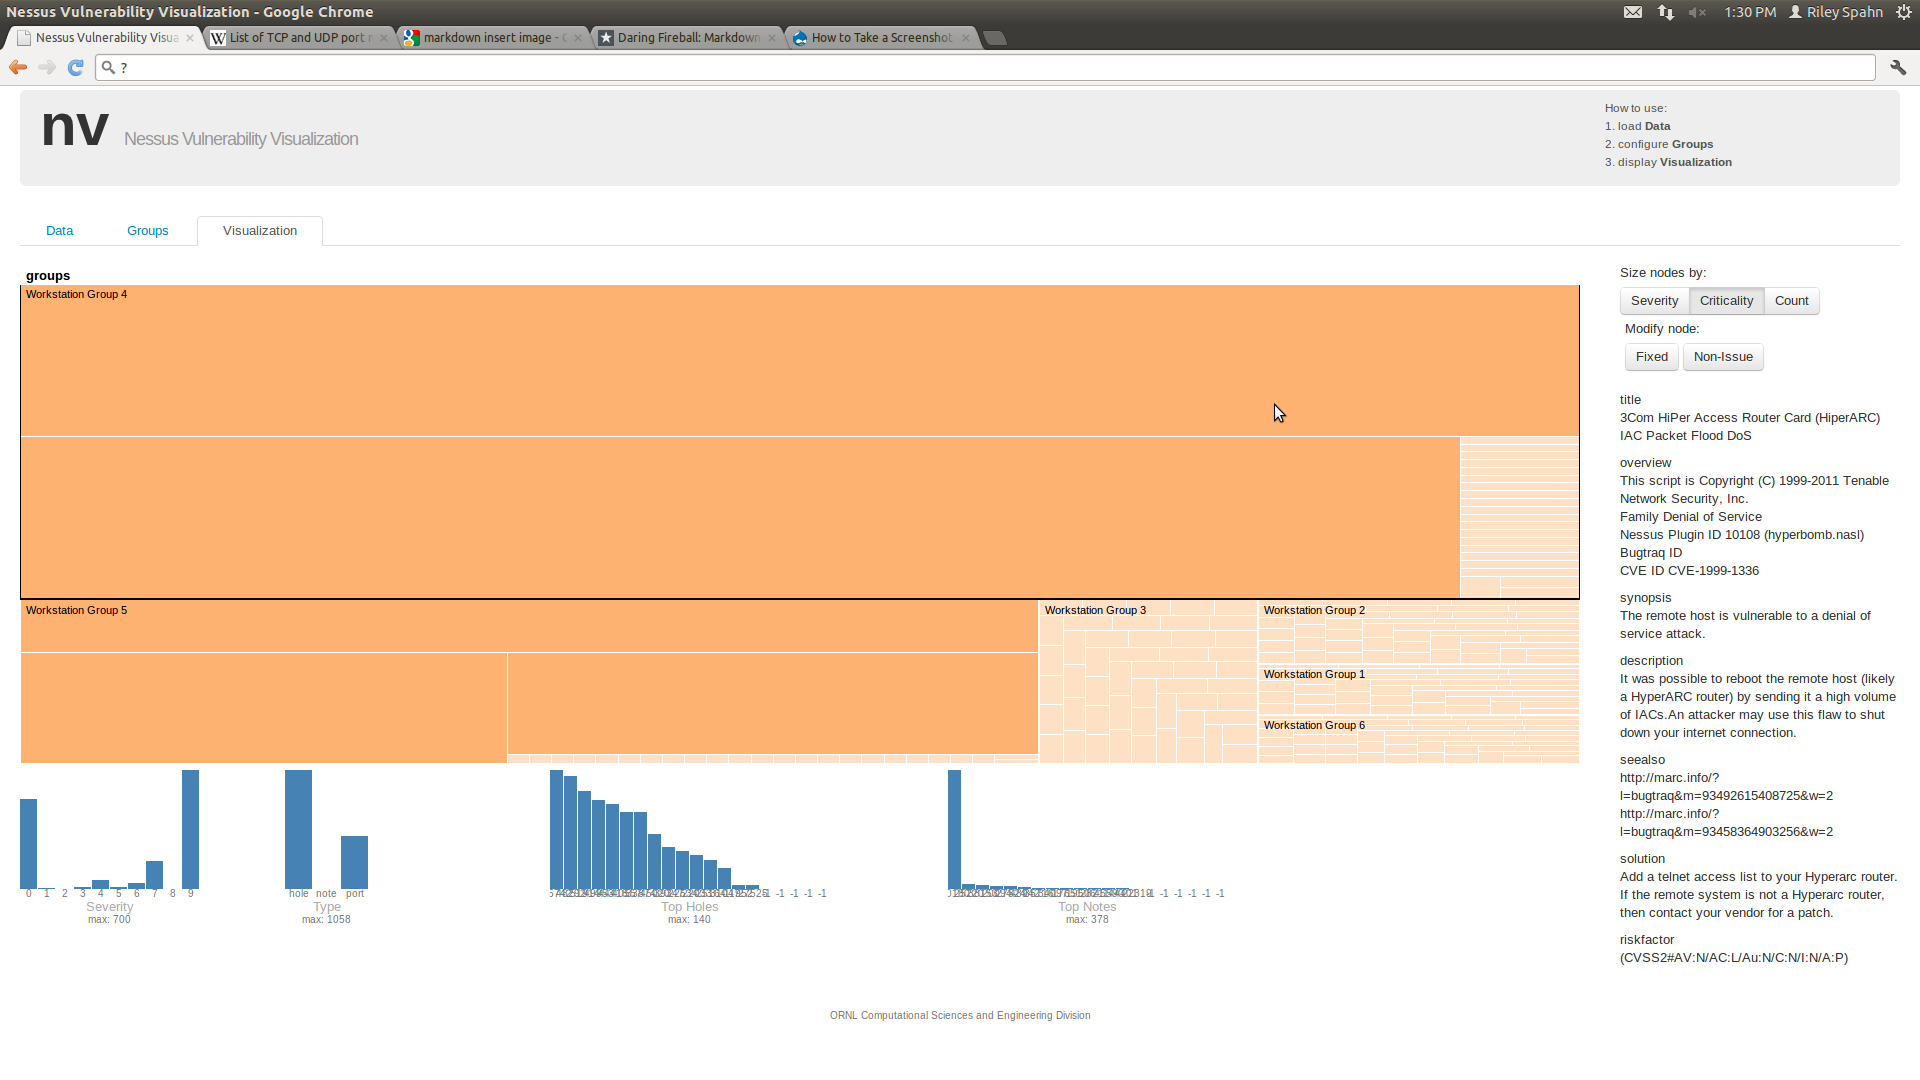 Nessus Vulnerability Visualization - Google Chrome
1:30 PM Riley Spahn
Nessus Vulnerability Visua
List of TCP and UDP port
markdown insert image -
Daring Fireball: Markdown
How to Take a Screenshot
?
nv Nessus Vulnerability Visualization
How to use:
1. load Data
2. configure Groups
3. display Visualization
Data Groups Visualization
groups
Workstation Group 4
Workstation Group 5
Workstation Group 3
Workstation Group 2
Workstation Group 1
Workstation Group 6
0 1 2 3 4 5 6 7 8 9
Severity
max: 700
hole note port
Type
max: 1058
-1 -1 -1 -1
Top Holes
max: 140
-1 -1 -1 -1 -1
Top Notes
max: 378
Size nodes by:
Severity Criticality Count
Modify node:
Fixed Non-Issue
title
3Com HiPer Access Router Card (HiperARC)
IAC Packet Flood DoS
overview
This script is Copyright (C) 1999-2011 Tenable
Network Security, Inc.
Family Denial of Service
Nessus Plugin ID 10108 (hyperbomb.nasl)
Bugtraq ID
CVE ID CVE-1999-1336
synopsis
The remote host is vulnerable to a denial of
service attack.
description
It was possible to reboot the remote host (likely
a HyperARC router) by sending it a high volume
of IACs.An attacker may use this flaw to shut
down your internet connection.
seealso
http://marc.info/?
l=bugtraq&m=93492615408725&w=2
http://marc.info/?
l=bugtraq&m=93458364903256&w=2
solution
Add a telnet access list to your Hyperarc router.
If the remote system is not a Hyperarc router,
then contact your vendor for a patch.
riskfactor
(CVSS2#AV:N/AC:L/Au:N/C:N/I:N/A:P)
ORNL Computational Sciences and Engineering Division